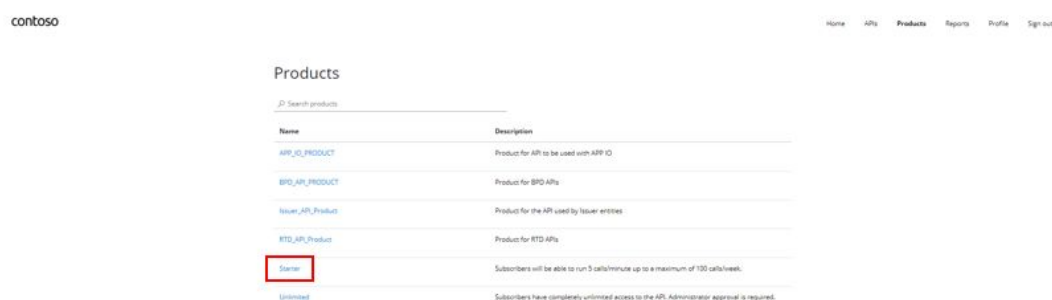 contoso
Home APIs Products Reports Profile Sign out
Products
Search products
Name Description
APP_IO_PRODUCT Product for API to be used with APP IO
BPD_API_PRODUCT Product for BPD APIs
Issuer_API_Product Product for the API used by Issuer entities
RTD_API_Product Product for RTD APIs
Starter Subscribers will be able to run 5 calls/minute up to a maximum of 100 calls/week.
Unlimited Subscribers have completely unlimited access to the API. Administrator approval is required.